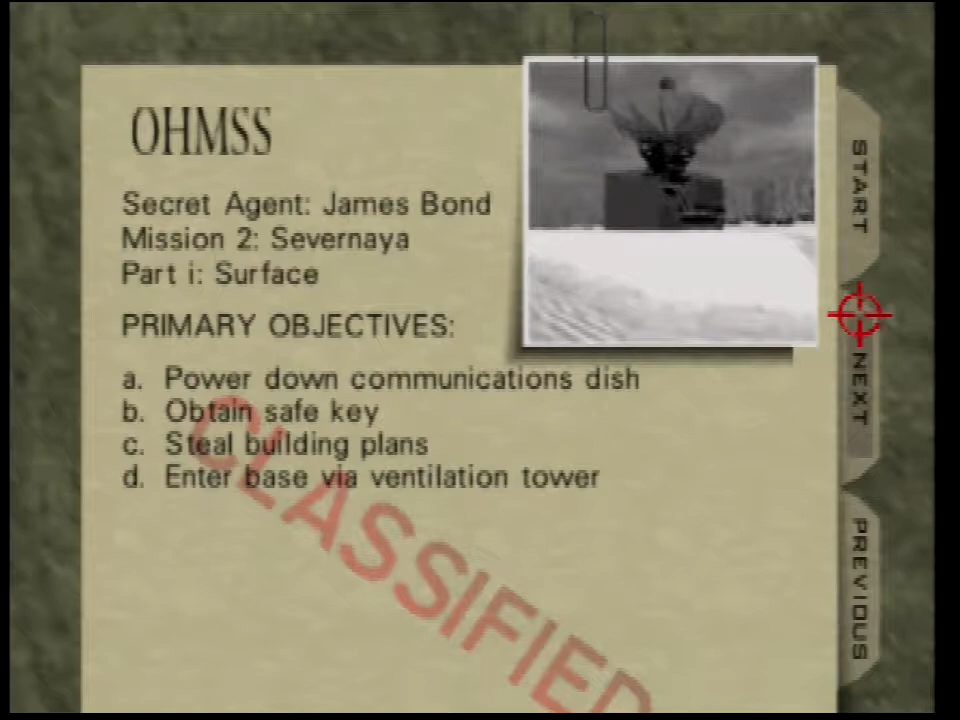 OHMSS
Secret Agent: James Bond
Mission 2: Severnaya
Part i: Surface
PRIMARY OBJECTIVES:
a. Power down communications dish
b. Obtain safe key
c. Steal building plans
d. Enter base via ventilation tower
CLASSIFIED
START
NEXT
PREVIOUS